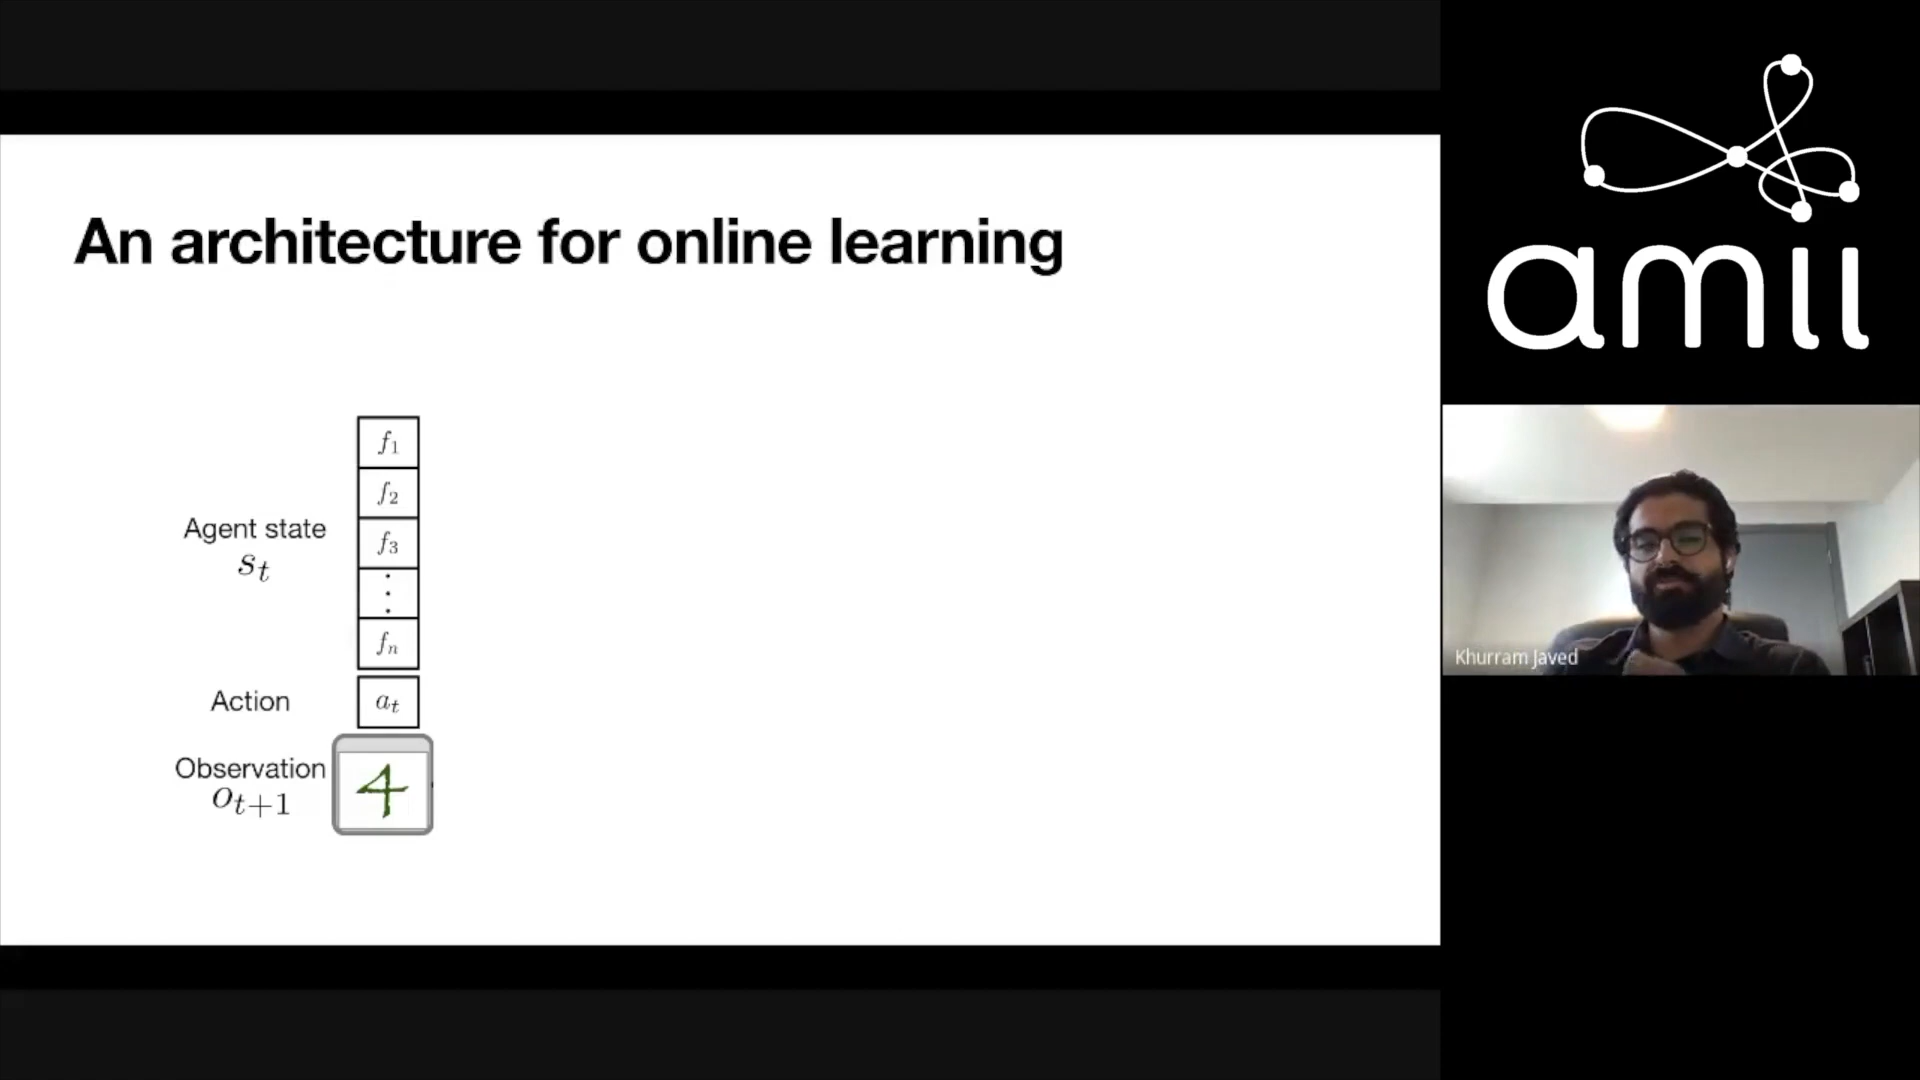 An architecture for online learning
f₁
f₂
f₃
⋮
fₙ
Agent state
sₜ
Action
aₜ
Observation
oₜ₊₁
4
amii
Khurram Javed